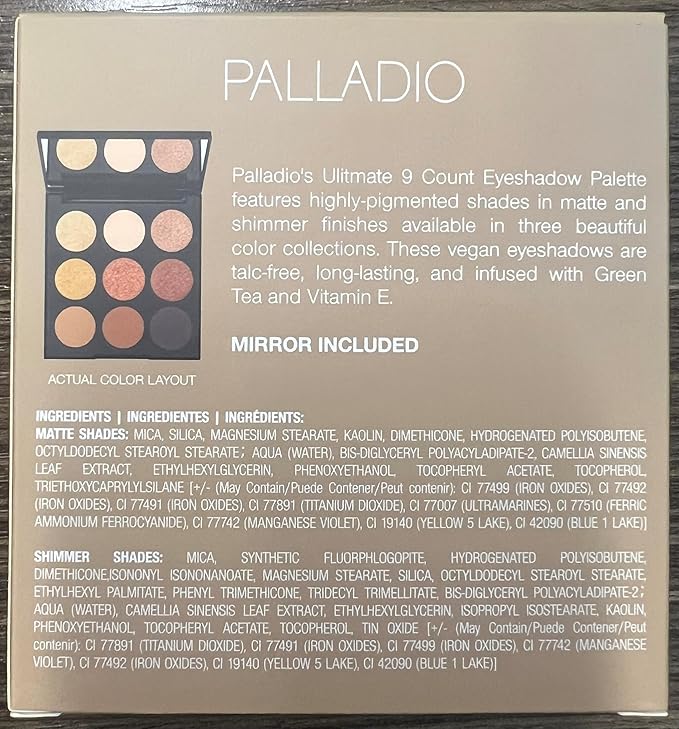 PALLADIO
Palladio's Ulitmate 9 Count Eyeshadow Palette
features highly-pigmented shades in matte and
shimmer finishes available in three beautiful
color collections. These vegan eyeshadows are
talc-free, long-lasting, and infused with Green
Tea and Vitamin E.
MIRROR INCLUDED
ACTUAL COLOR LAYOUT
INGREDIENTS | INGREDIENTES | INGRÉDIENTS:
MATTE SHADES: MICA, SILICA, MAGNESIUM STEARATE, KAOLIN, DIMETHICONE, HYDROGENATED POLYISOBUTENE,
OCTYLDODECYL STEAROYL STEARATE; AQUA (WATER), BIS-DIGLYCERYL POLYACYLADIPATE-2, CAMELLIA SINENSIS
LEAF EXTRACT, ETHYLHEXYLGLYCERIN, PHENOXYETHANOL, TOCOPHERYL ACETATE, TOCOPHEROL,
TRIETHOXYCAPRYLYLSILANE [+/- (May Contain/Puede Contener/Peut contenir): CI 77499 (IRON OXIDES), CI 77492
(IRON OXIDES), CI 77491 (IRON OXIDES), CI 77891 (TITANIUM DIOXIDE), CI 77007 (ULTRAMARINES), CI 77510 (FERRIC
AMMONIUM FERROCYANIDE), CI 77742 (MANGANESE VIOLET), CI 19140 (YELLOW 5 LAKE), CI 42090 (BLUE 1 LAKE)]
SHIMMER SHADES: MICA, SYNTHETIC FLUORPHLOGOPITE, HYDROGENATED POLYISOBUTENE,
DIMETHICONE,ISONONYL ISONONANOATE, MAGNESIUM STEARATE, SILICA, OCTYLDODECYL STEAROYL STEARATE,
ETHYLHEXYL PALMITATE, PHENYL TRIMETHICONE, TRIDECYL TRIMELLITATE, BIS-DIGLYCERYL POLYACYLADIPATE-2;
AQUA (WATER), CAMELLIA SINENSIS LEAF EXTRACT, ETHYLHEXYLGLYCERIN, ISOPROPYL ISOSTEARATE, KAOLIN,
PHENOXYETHANOL, TOCOPHERYL ACETATE, TOCOPHEROL, TIN OXIDE [+/- (May Contain/Puede Contener/Peut
contenir): CI 77891 (TITANIUM DIOXIDE), CI 77491 (IRON OXIDES), CI 77499 (IRON OXIDES), CI 77742 (MANGANESE
VIOLET), CI 77492 (IRON OXIDES), CI 19140 (YELLOW 5 LAKE), CI 42090 (BLUE 1 LAKE)]